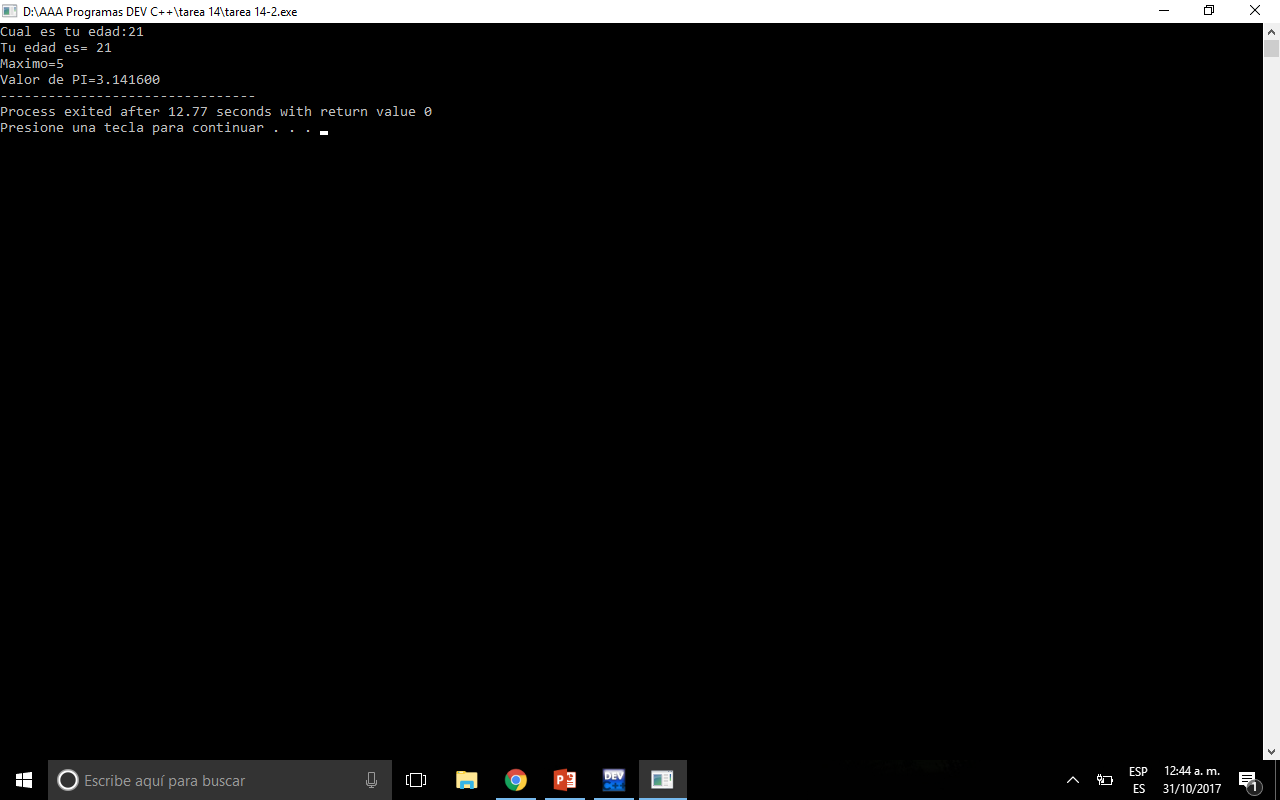 D:\AAA Programas DEV C++\tarea 14\tarea 14-2.exe
Cual es tu edad:21
Tu edad es= 21
Maximo=5
Valor de PI=3.141600
--------------------------------
Process exited after 12.77 seconds with return value 0
Presione una tecla para continuar . . .
Escribe aquí para buscar
P
DEV
C++
ESP
ES
12:44 a. m.
31/10/2017
1